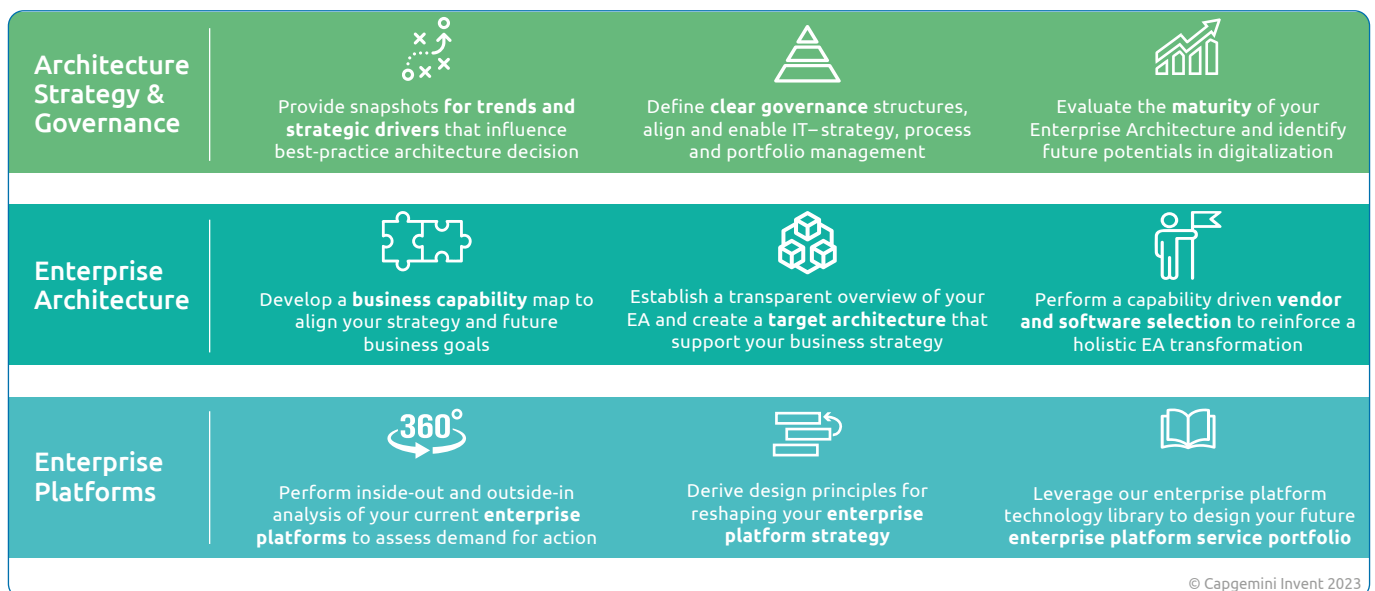 Architecture
Strategy &
Governance
Provide snapshots for trends and
strategic drivers that influence
best-practice architecture decision
Define clear governance structures,
align and enable IT–strategy, process
and portfolio management
Evaluate the maturity of your
Enterprise Architecture and identify
future potentials in digitalization
Enterprise
Architecture
Develop a business capability map to
align your strategy and future
business goals
Establish a transparent overview of your
EA and create a target architecture that
support your business strategy
Perform a capability driven vendor
and software selection to reinforce a
holistic EA transformation
Enterprise
Platforms
360°
Perform inside-out and outside-in
analysis of your current enterprise
platforms to assess demand for action
Derive design principles for
reshaping your enterprise
platform strategy
Leverage our enterprise platform
technology library to design your future
enterprise platform service portfolio
© Capgemini Invent 2023